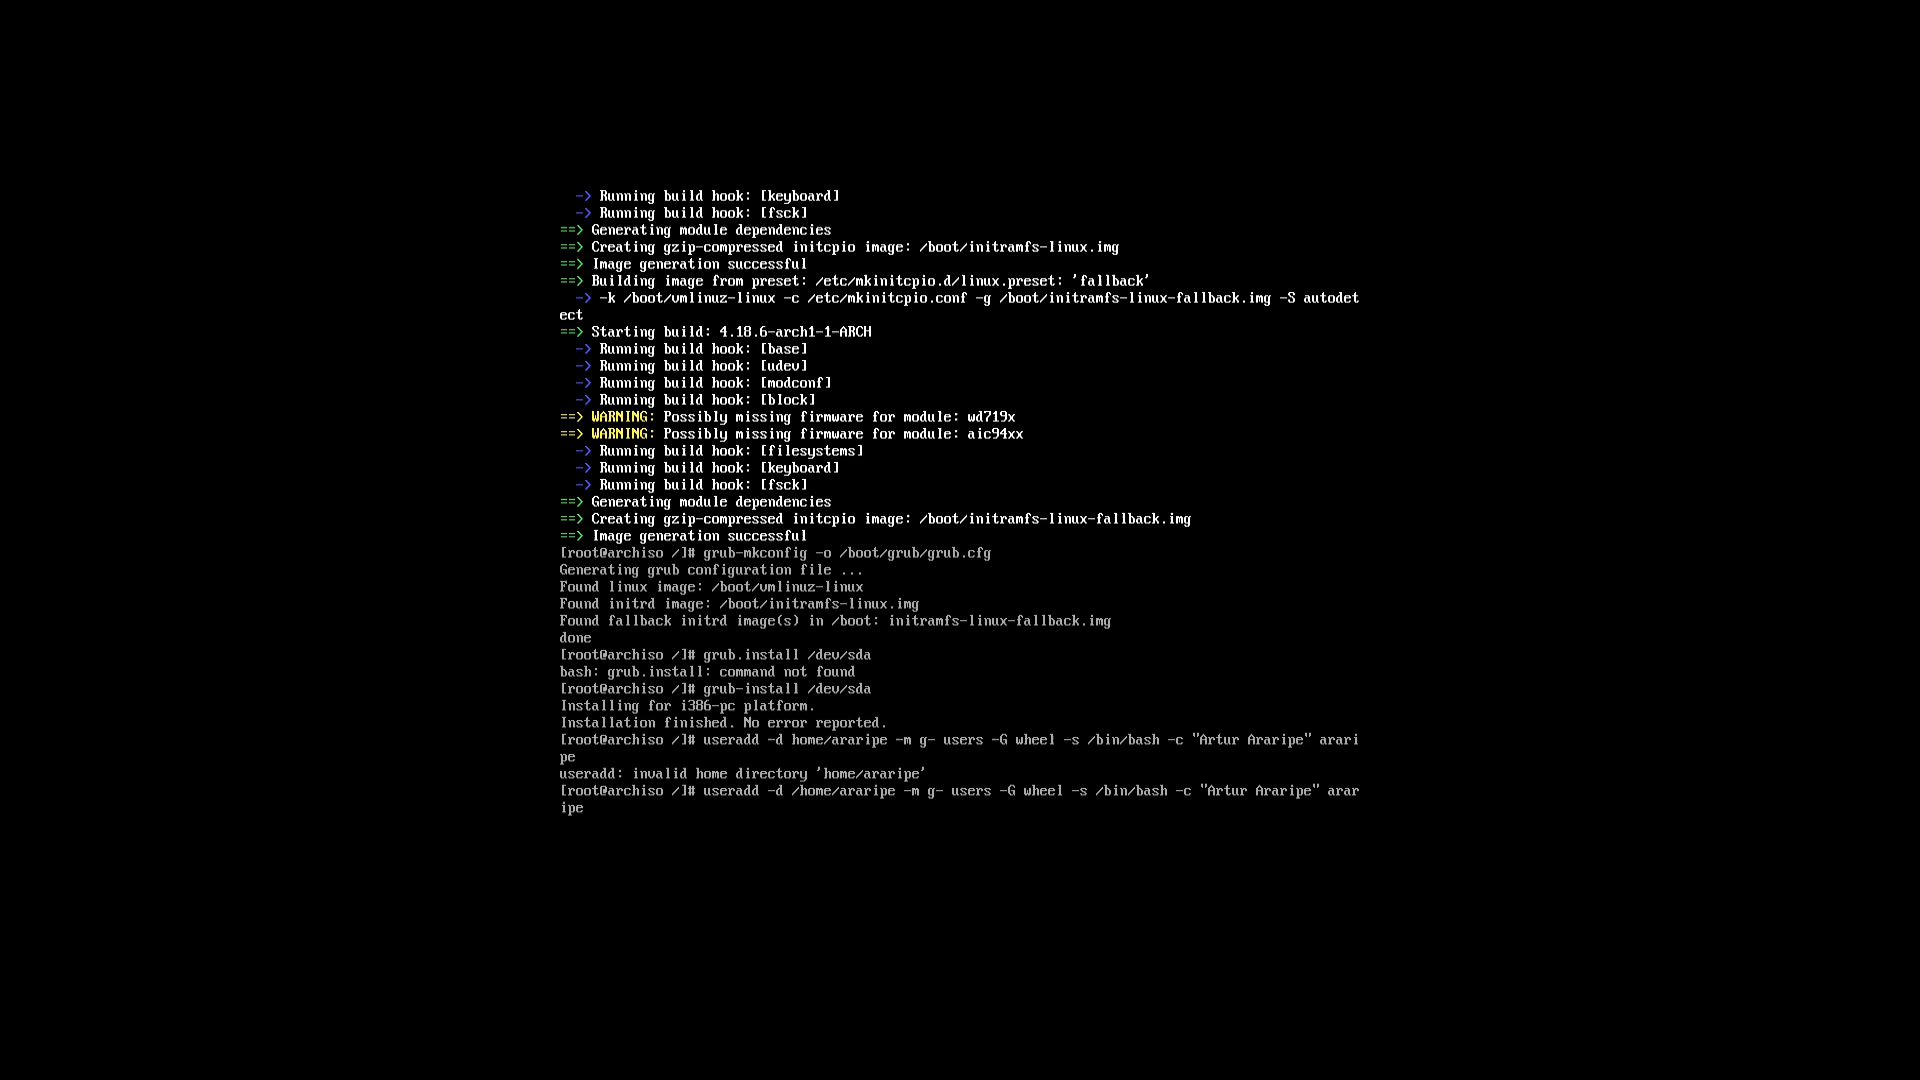 -> Running build hook: [keyboard]
-> Running build hook: [fsck]
==> Generating module dependencies
==> Creating gzip-compressed initcpio image: /boot/initramfs-linux.img
==> Image generation successful
==> Building image from preset: /etc/mkinitcpio.d/linux.preset: 'fallback'
-> -k /boot/vmlinuz-linux -c /etc/mkinitcpio.conf -g /boot/initramfs-linux-fallback.img -S autodet
ect
==> Starting build: 4.18.6-arch1-1-ARCH
-> Running build hook: [base]
-> Running build hook: [udev]
-> Running build hook: [modconf]
-> Running build hook: [block]
==> WARNING: Possibly missing firmware for module: wd719x
==> WARNING: Possibly missing firmware for module: aic94xx
-> Running build hook: [filesystems]
-> Running build hook: [keyboard]
-> Running build hook: [fsck]
==> Generating module dependencies
==> Creating gzip-compressed initcpio image: /boot/initramfs-linux-fallback.img
==> Image generation successful
[root@archiso /]# grub-mkconfig -o /boot/grub/grub.cfg
Generating grub configuration file ...
Found linux image: /boot/vmlinuz-linux
Found initrd image: /boot/initramfs-linux.img
Found fallback initrd image(s) in /boot: initramfs-linux-fallback.img
done
[root@archiso /]# grub.install /dev/sda
bash: grub.install: command not found
[root@archiso /]# grub-install /dev/sda
Installing for i386-pc platform.
Installation finished. No error reported.
[root@archiso /]# useradd -d home/araripe -m g- users -G wheel -s /bin/bash -c "Artur Araripe" arari
pe
useradd: invalid home directory 'home/araripe'
[root@archiso /]# useradd -d /home/araripe -m g- users -G wheel -s /bin/bash -c "Artur Araripe" arar
ipe